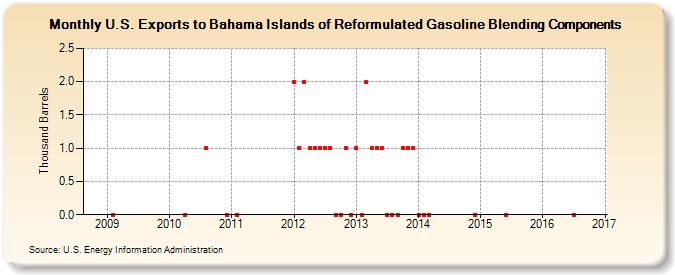 Monthly U.S. Exports to Bahama Islands of Reformulated Gasoline Blending Components
Thousand Barrels
2.5
2.0
1.5
1.0
0.5
0.0
2009 2010 2011 2012 2013 2014 2015 2016 2017
Source: U.S. Energy Information Administration